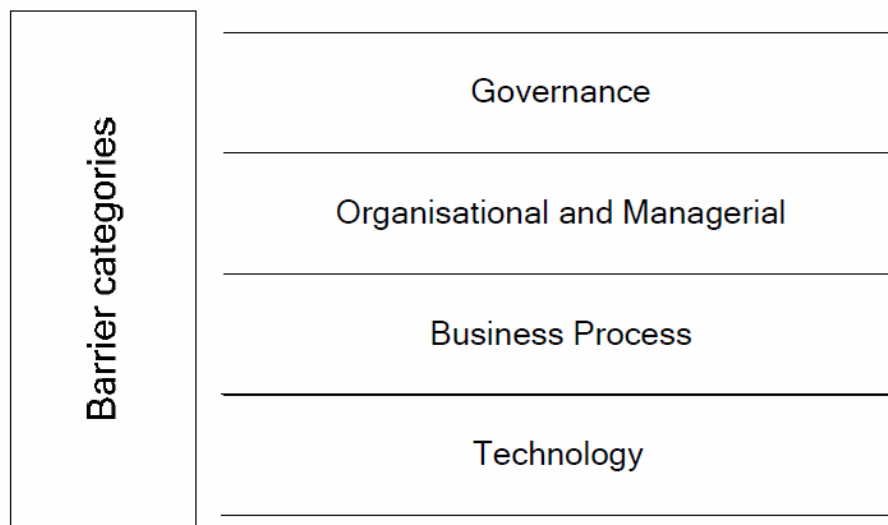 Barrier categories
Governance
Organisational and Managerial
Business Process
Technology